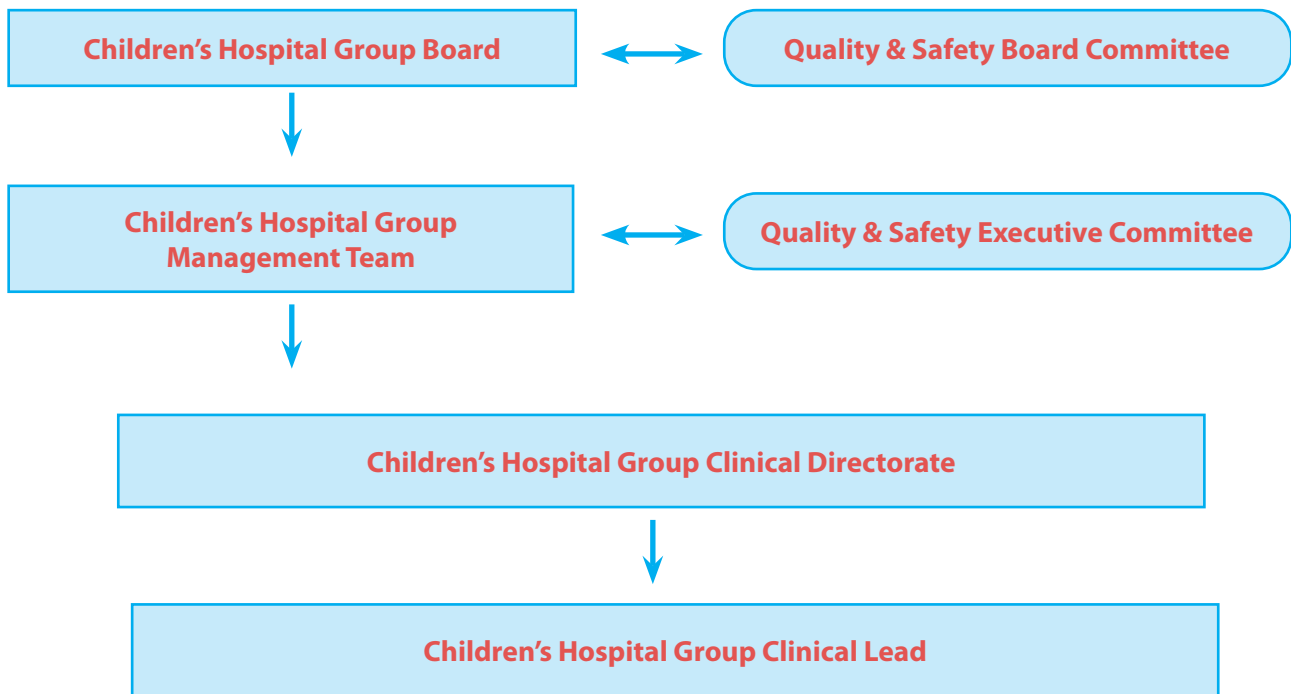 Children’s Hospital Group Board
Quality & Safety Board Committee
Children’s Hospital Group
Management Team
Quality & Safety Executive Committee
Children’s Hospital Group Clinical Directorate
Children’s Hospital Group Clinical Lead